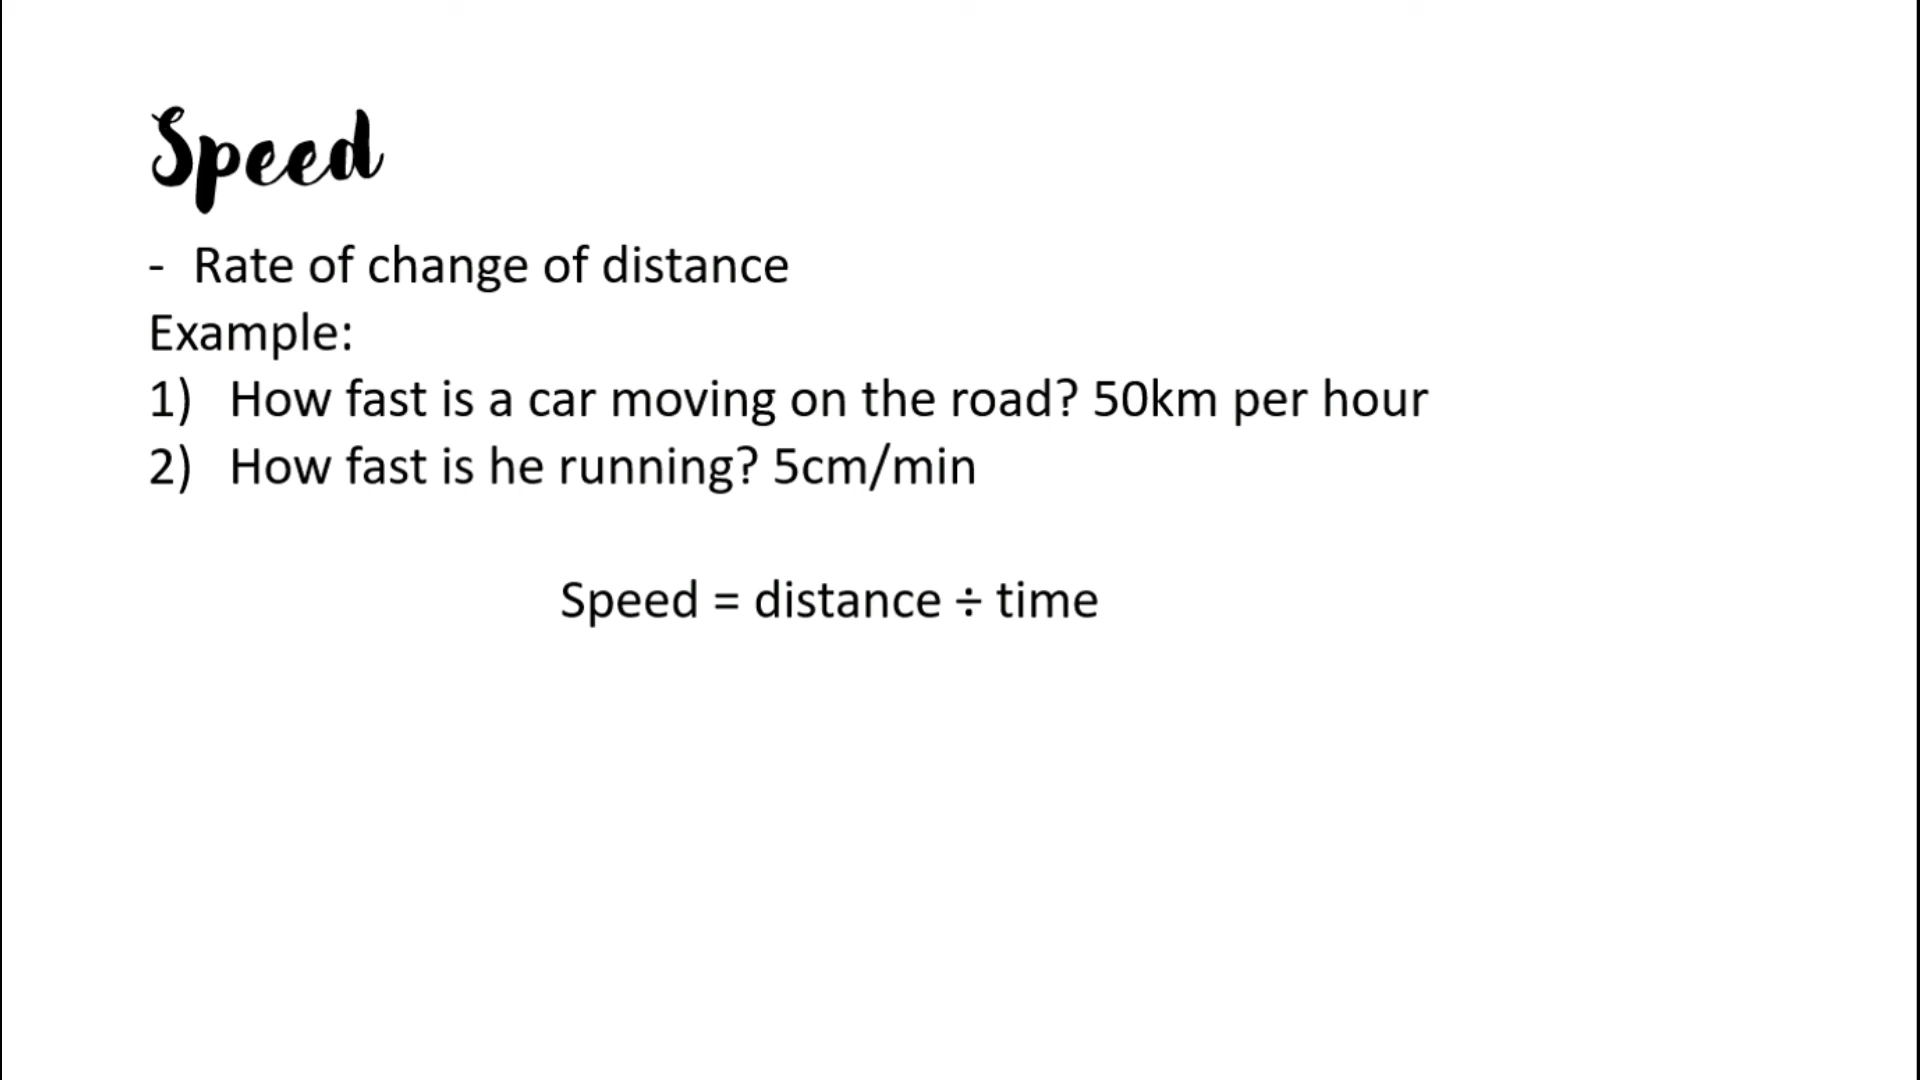 Speed
- Rate of change of distance
Example:
1) How fast is a car moving on the road? 50km per hour
2) How fast is he running? 5cm/min
Speed = distance ÷ time